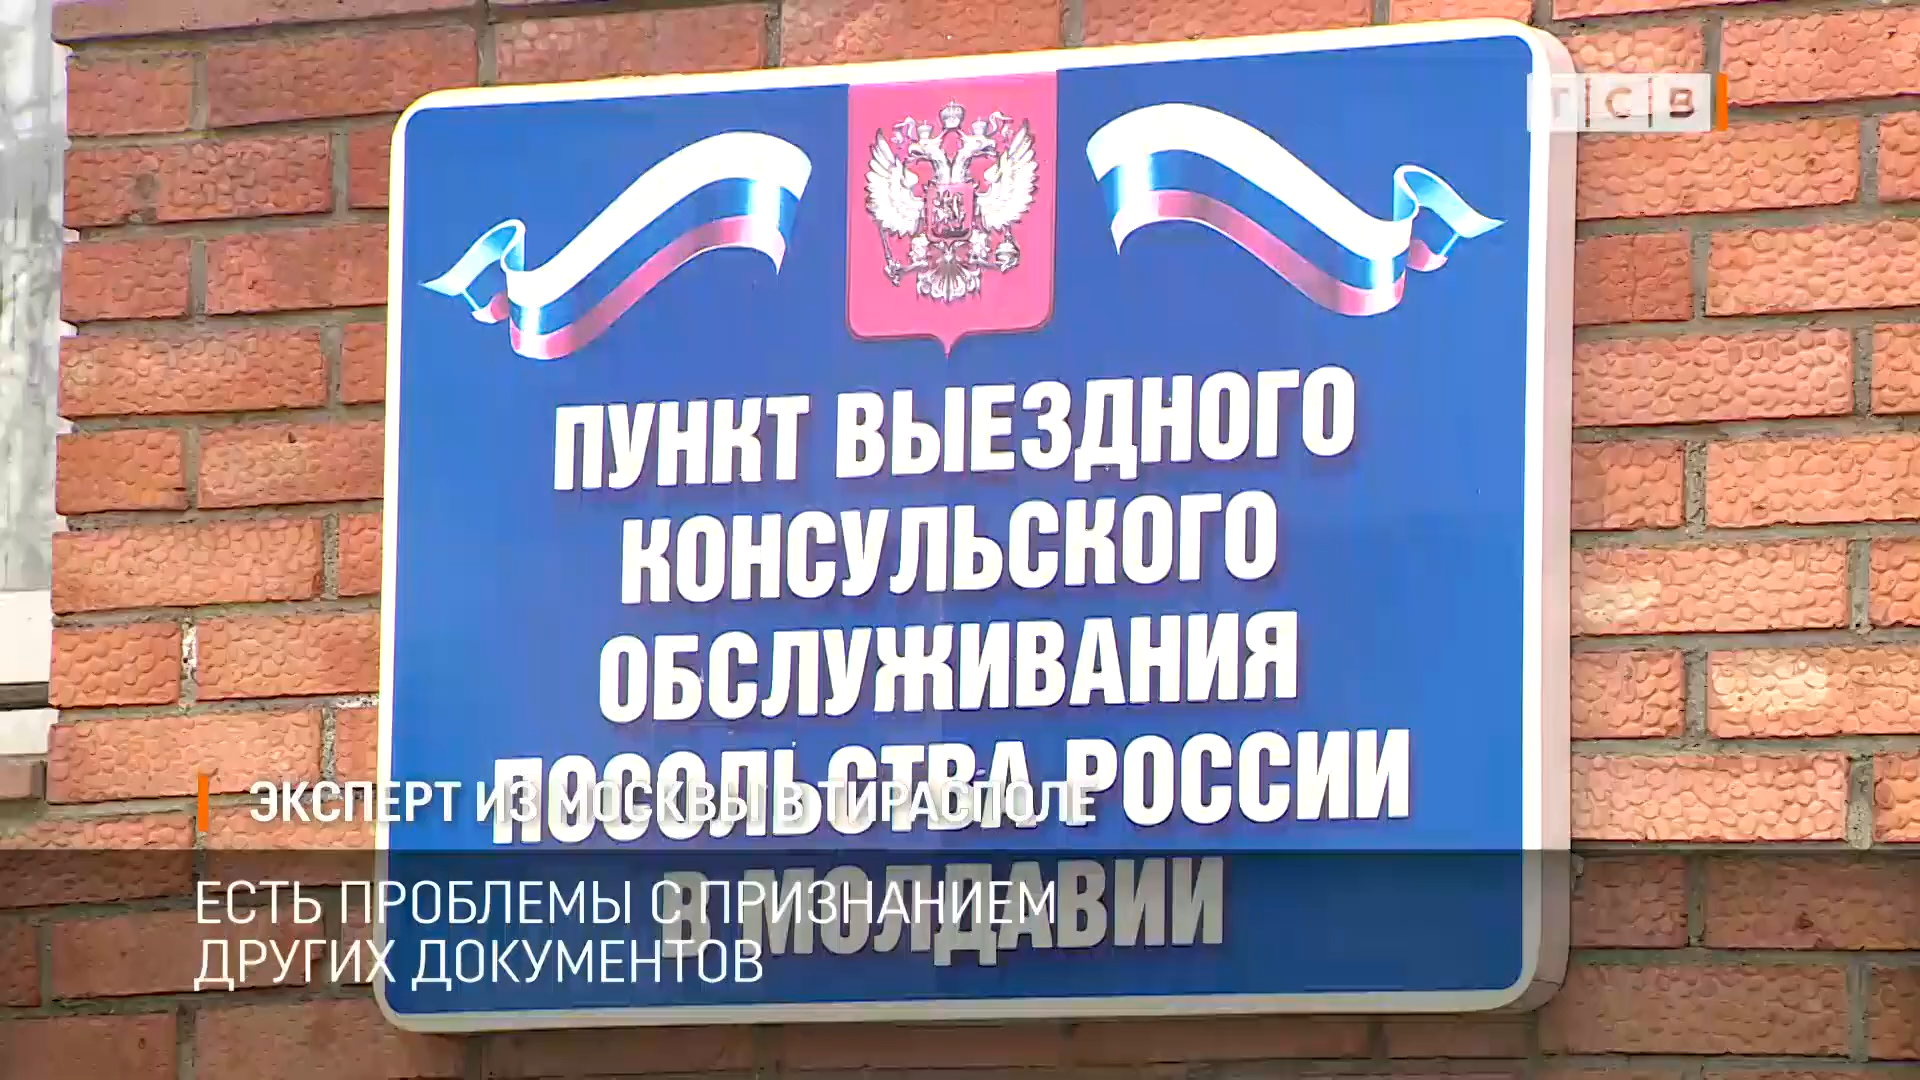 ТСВ
ПУНКТ ВЫЕЗДНОГО
КОНСУЛЬСКОГО
ОБСЛУЖИВАНИЯ
ПОСОЛЬСТВА РОССИИ
В МОЛДАВИИ
ЭКСПЕРТ ИЗ МОСКВЫ В ТИРАСПОЛЕ
ЕСТЬ ПРОБЛЕМЫ С ПРИЗНАНИЕМ
ДРУГИХ ДОКУМЕНТОВ